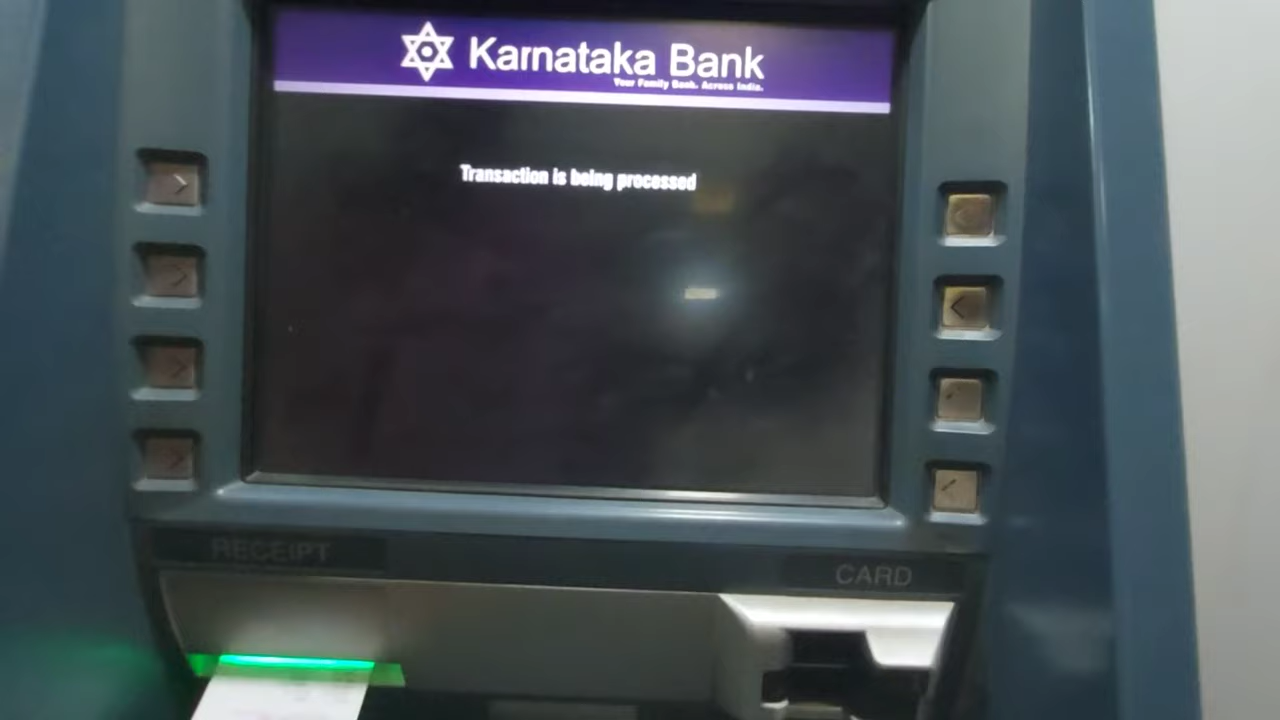 Karnataka Bank
Your Family Bank. Across India.
Transaction is being processed
RECEIPT
CARD